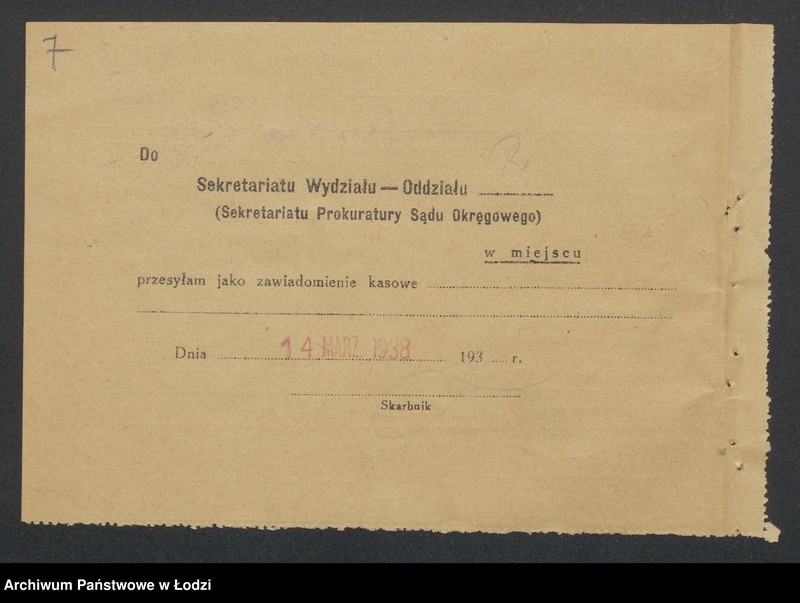 7
Do
Sekretariatu Wydziału — Oddziału
(Sekretariatu Prokuratury Sądu Okręgowego)
w miejscu
przesyłam jako zawiadomienie kasowe
Dnia 14 MARZ 1938 193 r.
Skarbnik
Archiwum Państwowe w Łodzi